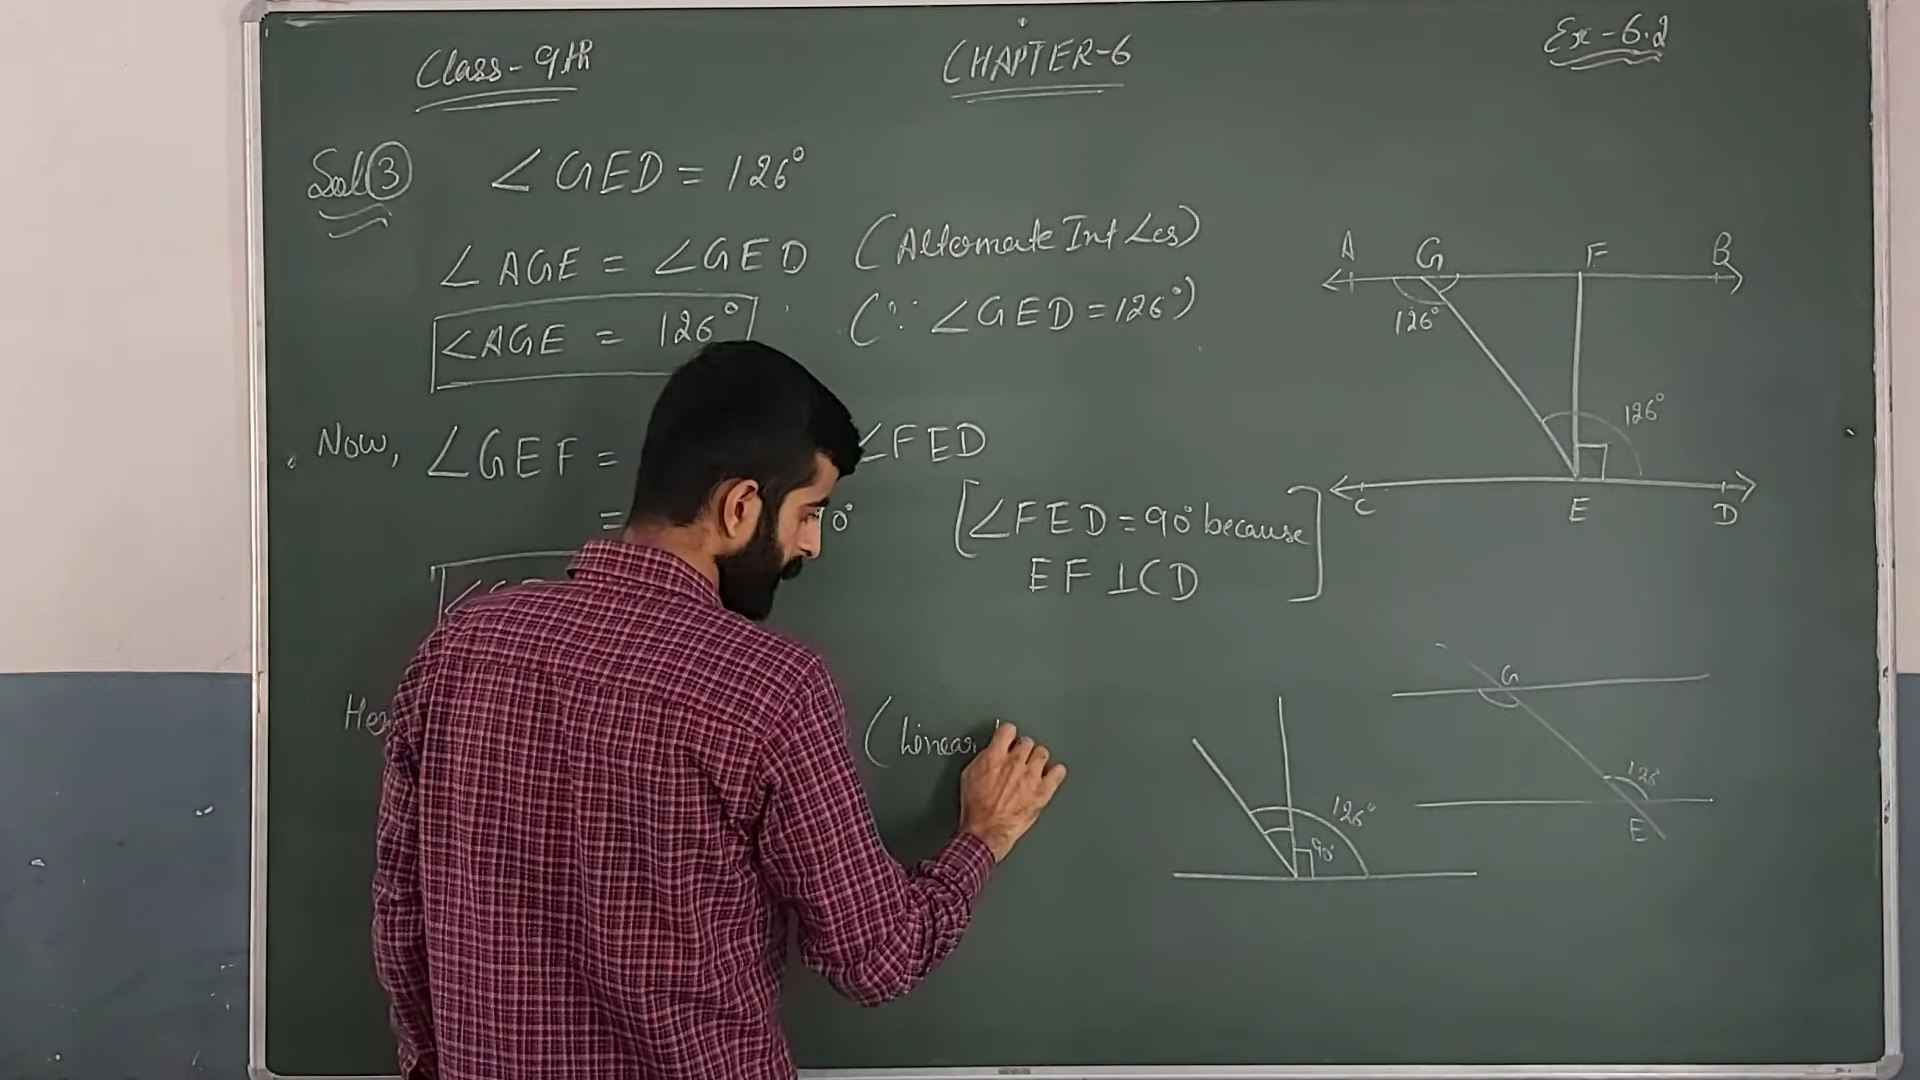 Class - 9th
CHAPTER-6
Ex - 6.2
Sol ③ ∠GED = 126°
∠AGE = ∠GED (Alternate Int ∠es)
∠AGE = 126° (∵ ∠GED = 126°)
Now, ∠GEF = ∠FED
= 90° [∠FED = 90° because
EF ⊥ CD]
(Linear
A G F B
126°
126°
C E D
G
126°
E
126°
90°